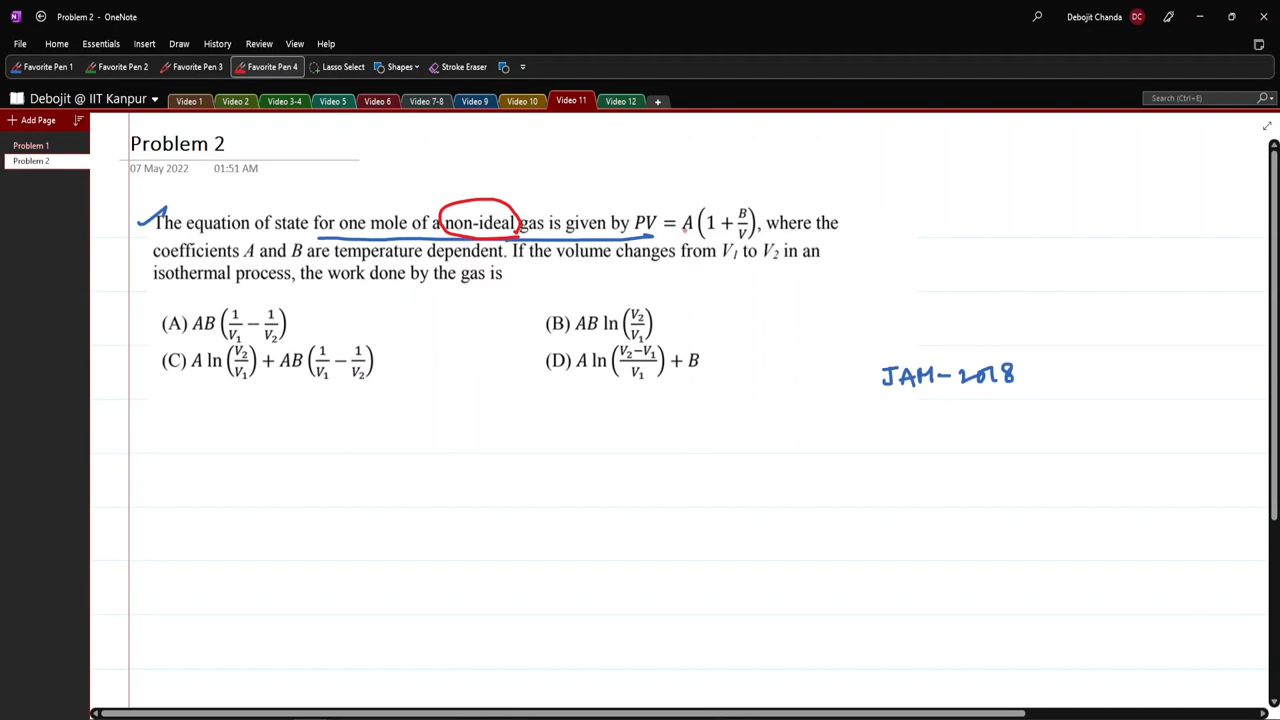 Problem 2 - OneNote
Debojit Chanda DC
File Home Essentials Insert Draw History Review View Help
Favorite Pen 1 Favorite Pen 2 Favorite Pen 3 Favorite Pen 4 Lasso Select Shapes Stroke Eraser
Debojit @ IIT Kanpur Video 1 Video 2 Video 3-4 Video 5 Video 6 Video 7-8 Video 9 Video 10 Video 11 Video 12 Search (Ctrl+E)
Add Page
Problem 1
Problem 2
Problem 2
07 May 2022 01:51 AM
The equation of state for one mole of a non-ideal gas is given by PV = A(1 + B/V), where the
coefficients A and B are temperature dependent. If the volume changes from V₁ to V₂ in an
isothermal process, the work done by the gas is
(A) AB(1/V₁ − 1/V₂) (B) AB ln(V₂/V₁)
(C) A ln(V₂/V₁) + AB(1/V₁ − 1/V₂) (D) A ln((V₂−V₁)/V₁) + B
JAM-2018